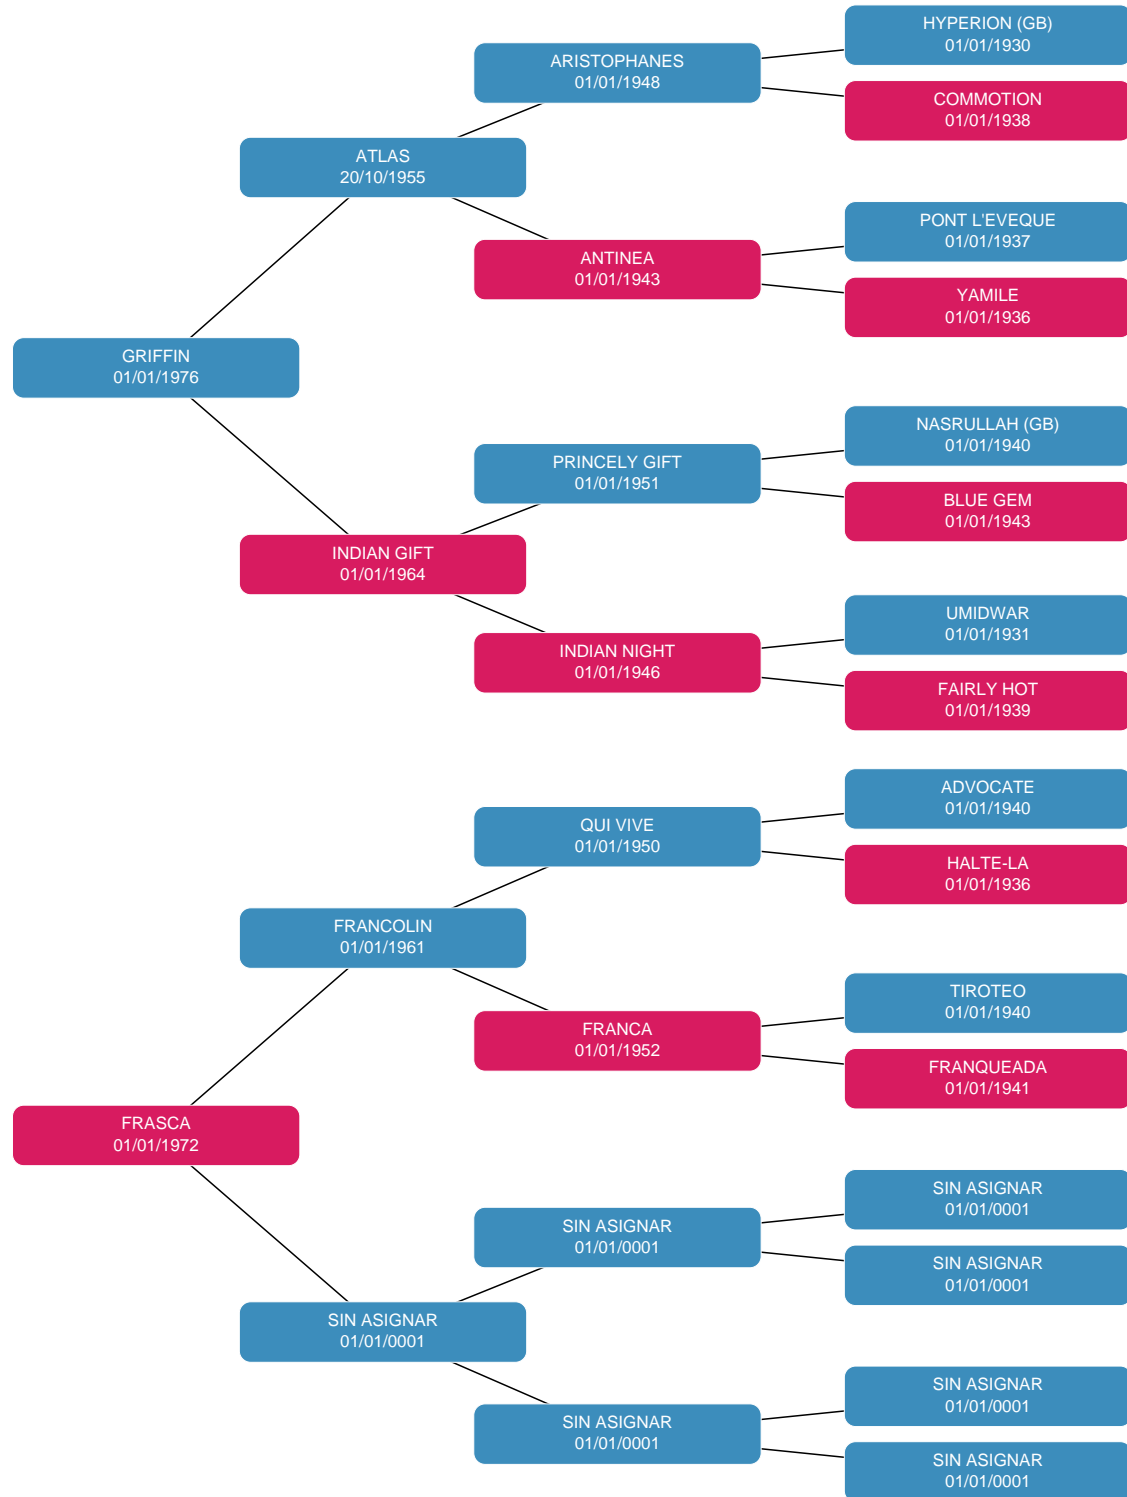 HYPERION (GB)
01/01/1930
ARISTOPHANES
01/01/1948
COMMOTION
01/01/1938
ATLAS
20/10/1955
PONT L'EVEQUE
01/01/1937
ANTINEA
01/01/1943
YAMILE
01/01/1936
GRIFFIN
01/01/1976
NASRULLAH (GB)
01/01/1940
PRINCELY GIFT
01/01/1951
BLUE GEM
01/01/1943
INDIAN GIFT
01/01/1964
UMIDWAR
01/01/1931
INDIAN NIGHT
01/01/1946
FAIRLY HOT
01/01/1939
ADVOCATE
01/01/1940
QUI VIVE
01/01/1950
HALTE-LA
01/01/1936
FRANCOLIN
01/01/1961
TIROTEO
01/01/1940
FRANCA
01/01/1952
FRANQUEADA
01/01/1941
FRASCA
01/01/1972
SIN ASIGNAR
01/01/0001
SIN ASIGNAR
01/01/0001
SIN ASIGNAR
01/01/0001
SIN ASIGNAR
01/01/0001
SIN ASIGNAR
01/01/0001
SIN ASIGNAR
01/01/0001
SIN ASIGNAR
01/01/0001